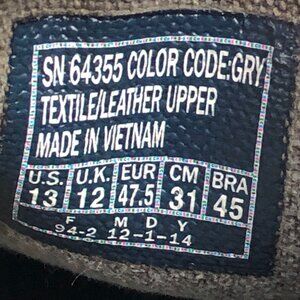 SN 64355 COLOR CODE:GRY
TEXTILE/LEATHER UPPER
MADE IN VIETNAM
U.S. U.K. EUR CM BRA
13 12 47.5 31 45
F M D Y
94-2 12-1-14